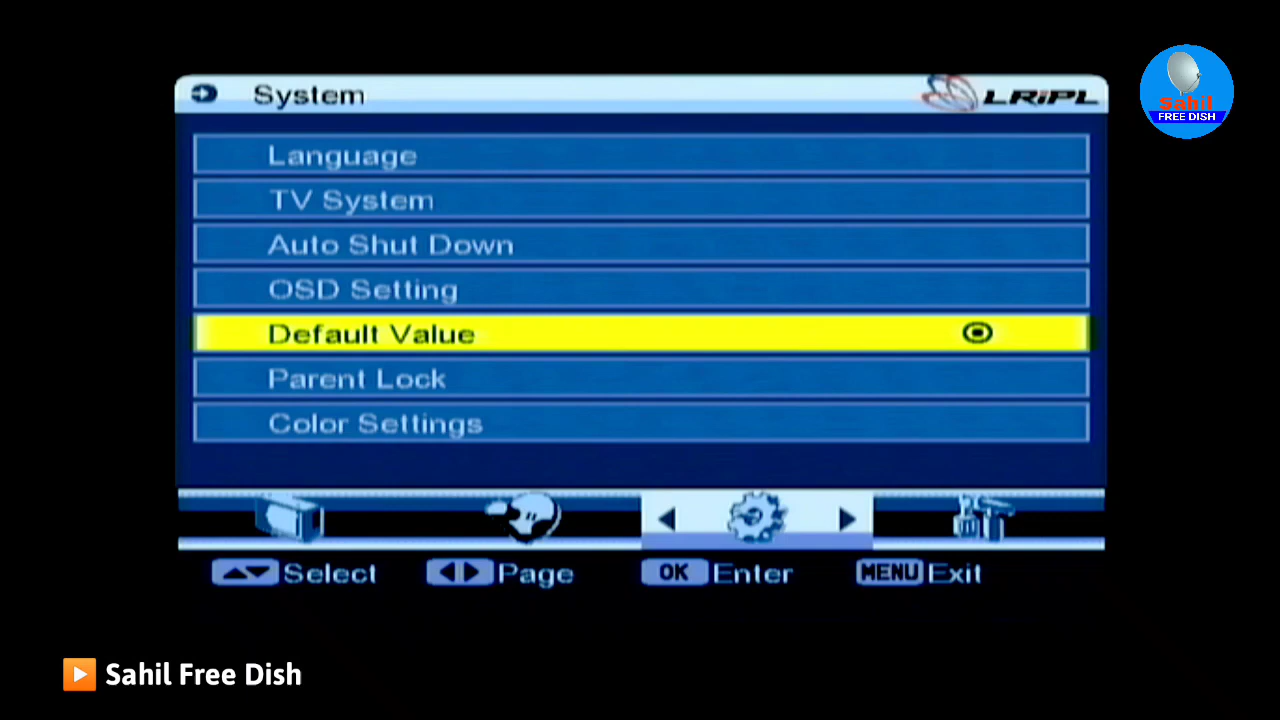 System
LRiPL
Sahil
FREE DISH
Language
TV System
Auto Shut Down
OSD Setting
Default Value
Parent Lock
Color Settings
Select Page OK Enter MENU Exit
Sahil Free Dish